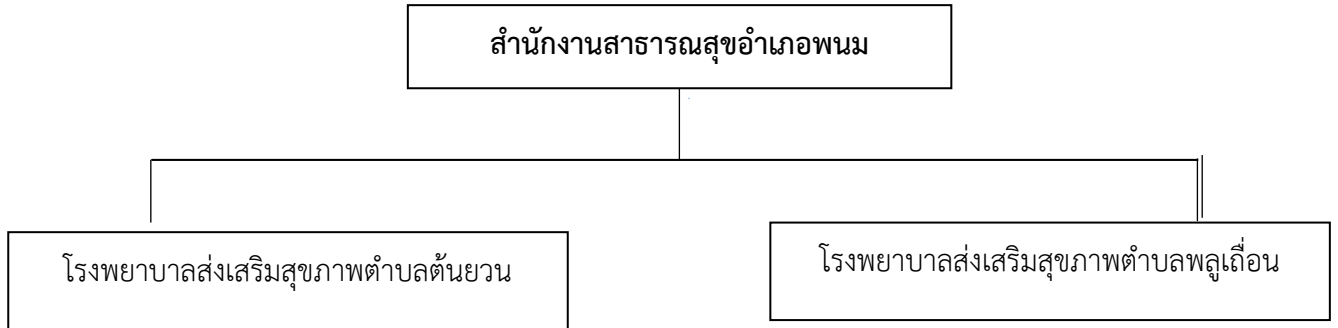 สำนักงานสาธารณสุขอำเภอพนม
โรงพยาบาลส่งเสริมสุขภาพตำบลต้นยวน
โรงพยาบาลส่งเสริมสุขภาพตำบลพลูเถื่อน